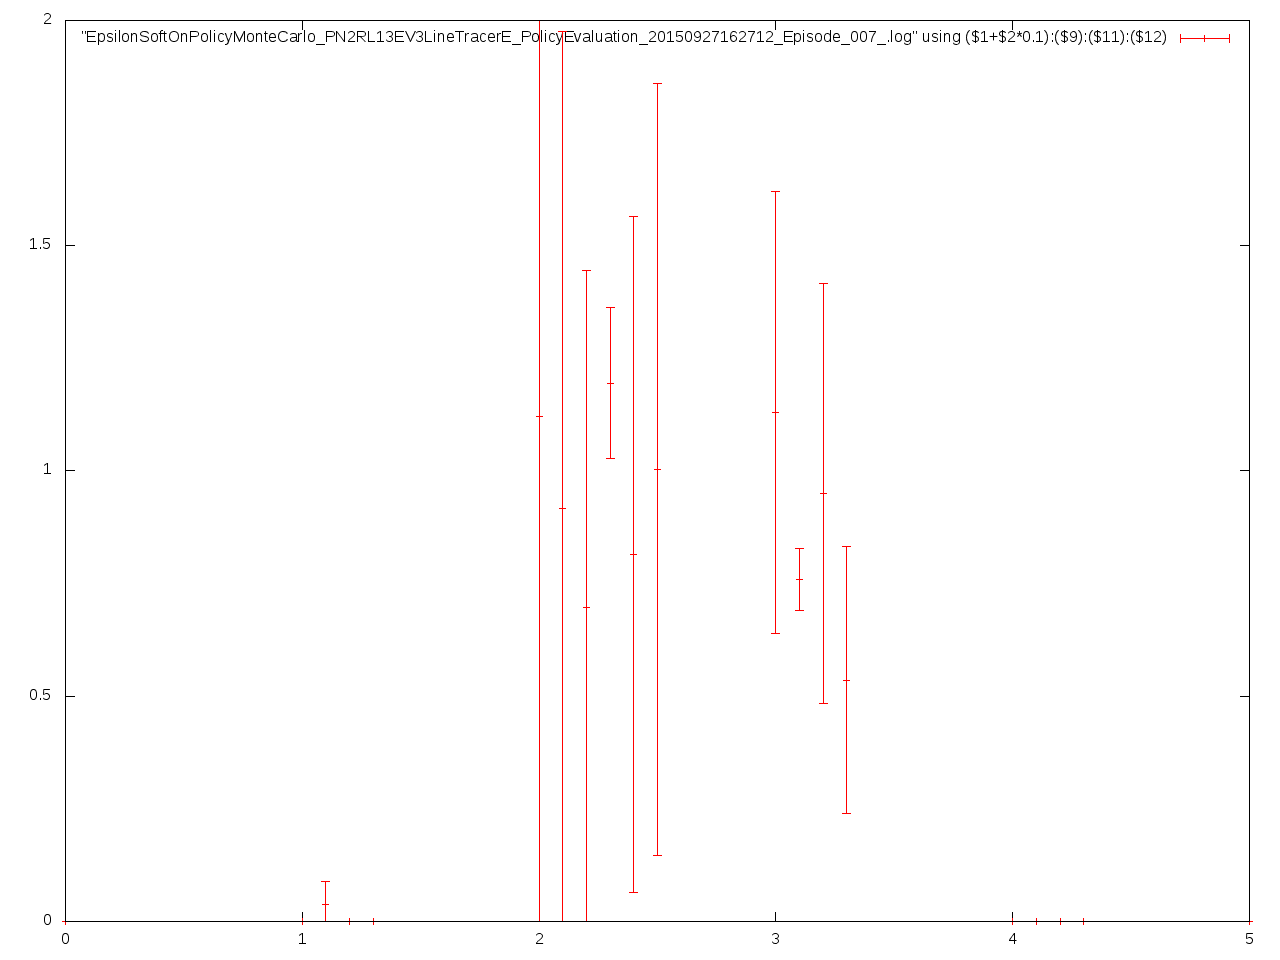 2
"EpsilonSoftOnPolicyMonteCarlo_PN2RL13EV3LineTracerE_PolicyEvaluation_20150927162712_Episode_007_.log" using ($1+$2*0.1):($9):($11):($12)
1.5
1
0.5
0
0 1 2 3 4 5